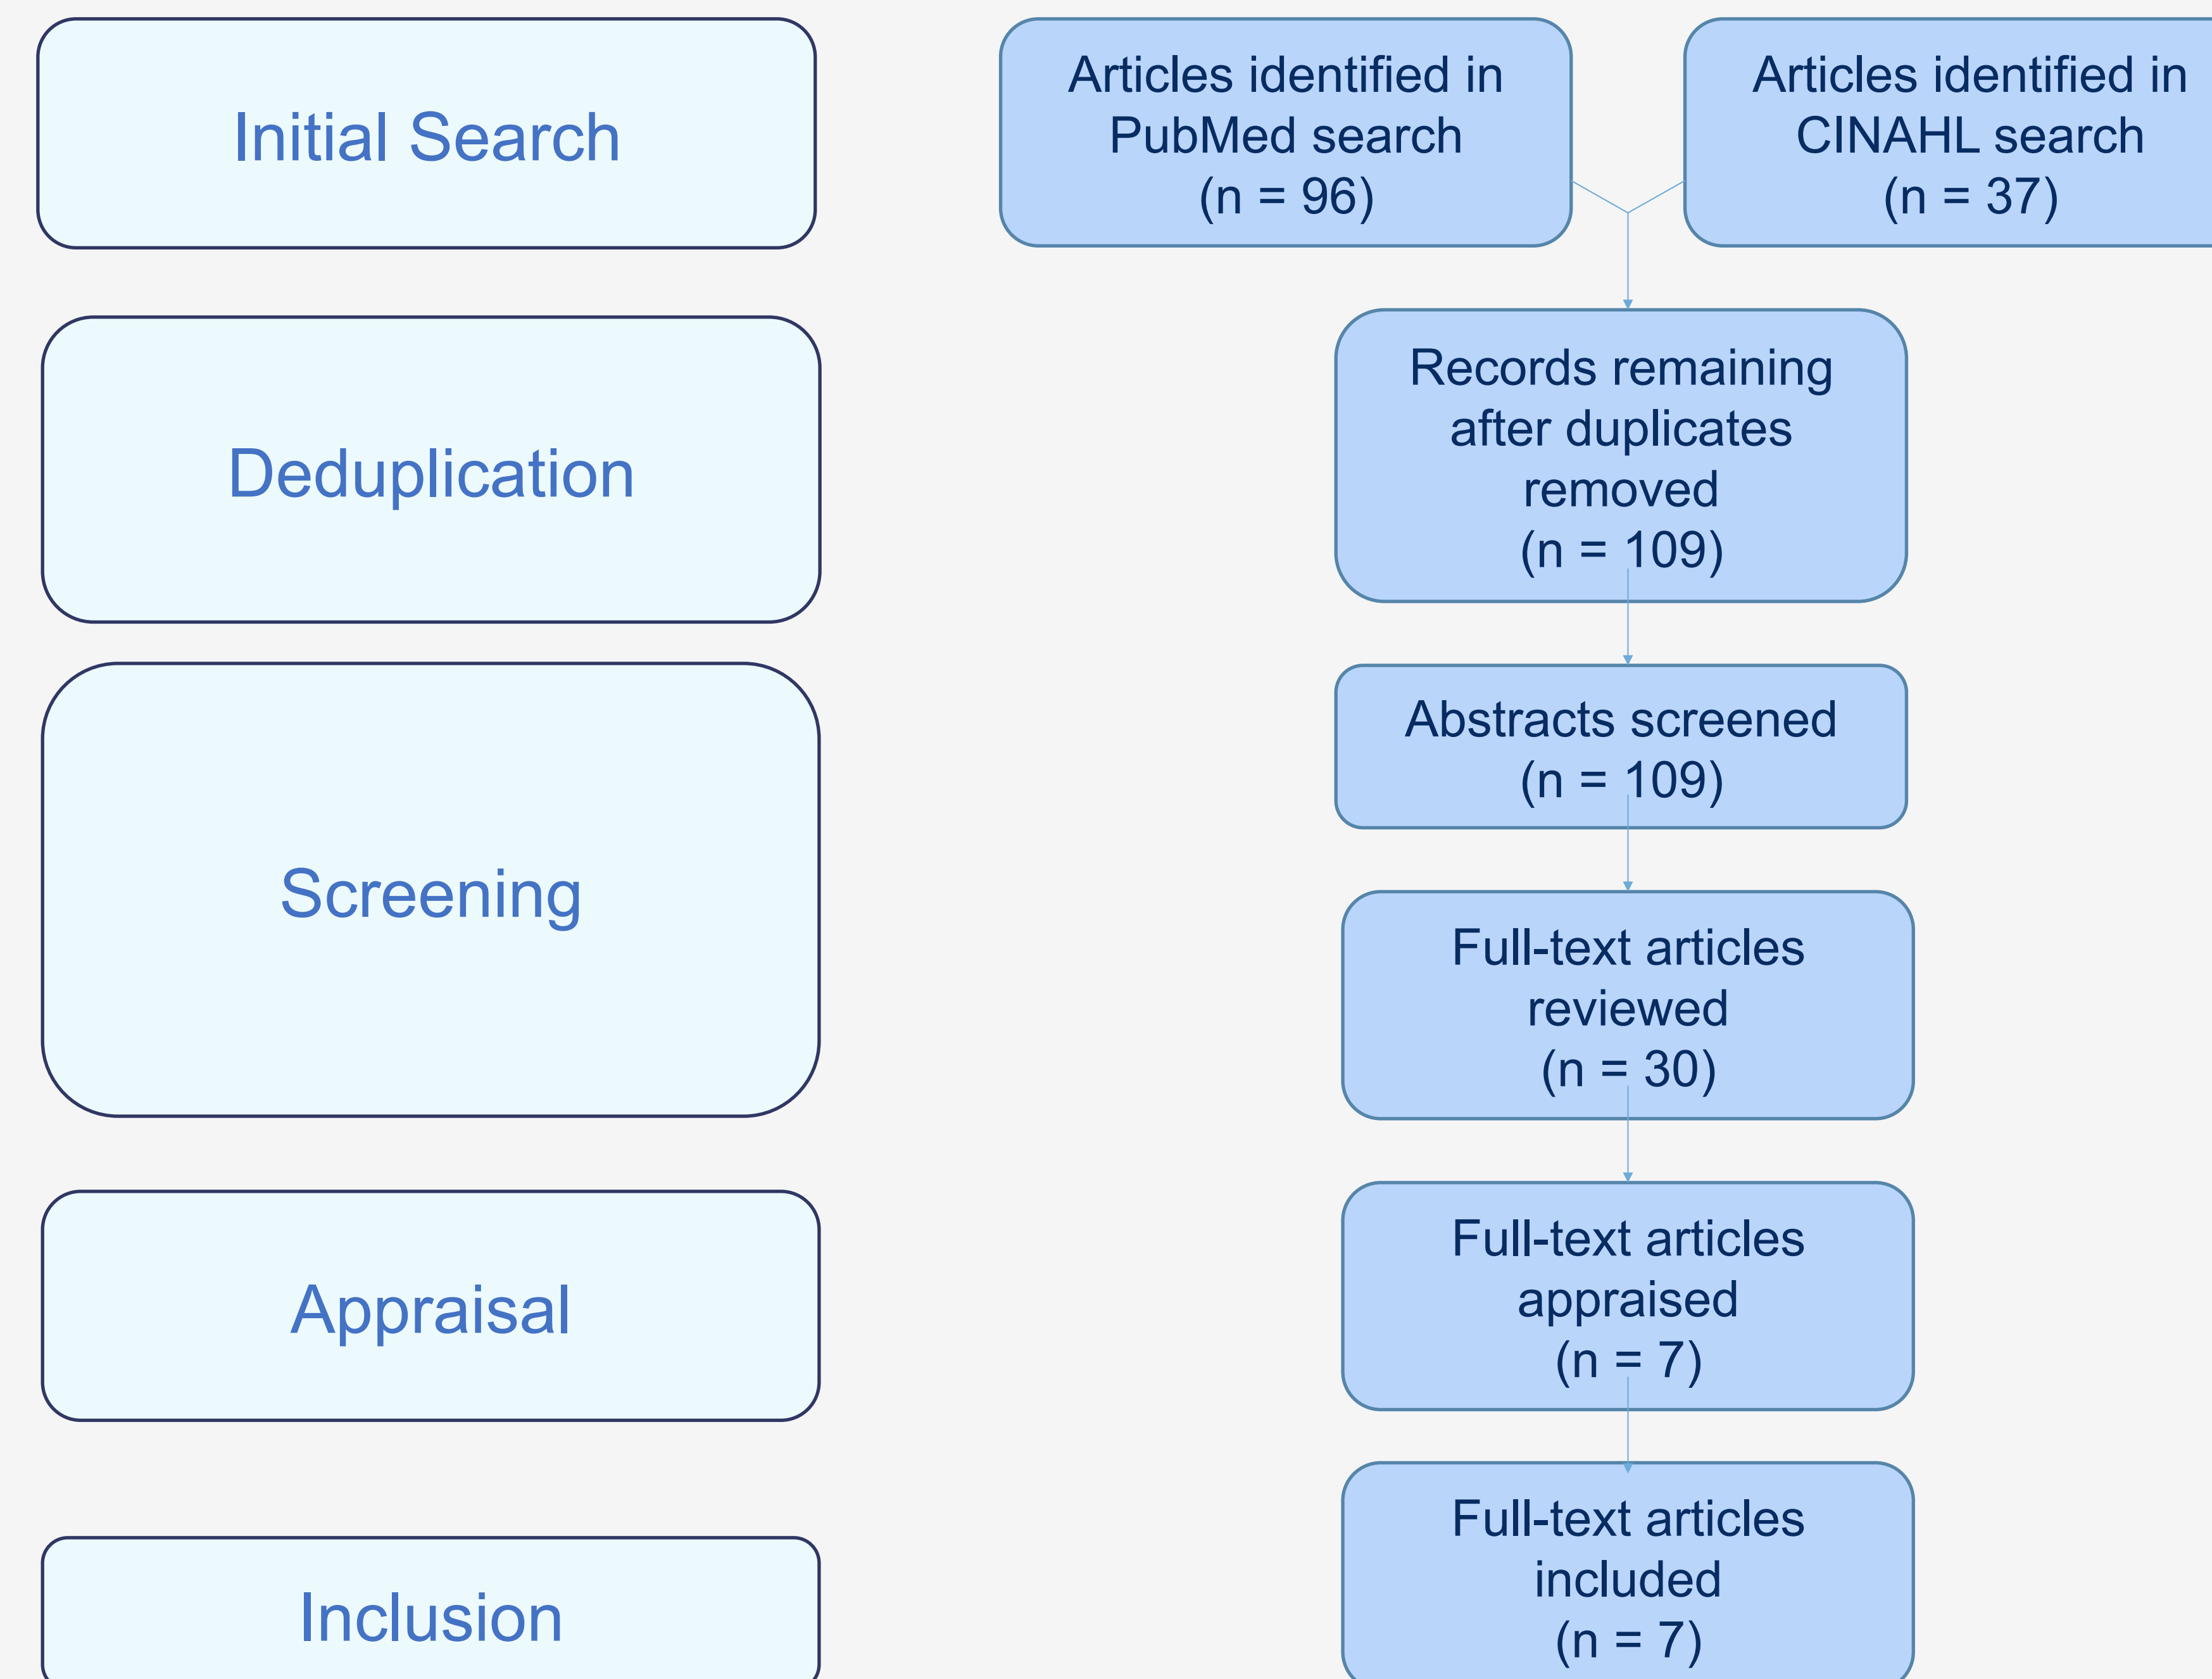 Initial Search
Articles identified in
PubMed search
(n = 96)
Articles identified in
CINAHL search
(n = 37)
Deduplication
Records remaining
after duplicates
removed
(n = 109)
Screening
Abstracts screened
(n = 109)
Full-text articles
reviewed
(n = 30)
Appraisal
Full-text articles
appraised
(n = 7)
Inclusion
Full-text articles
included
(n = 7)